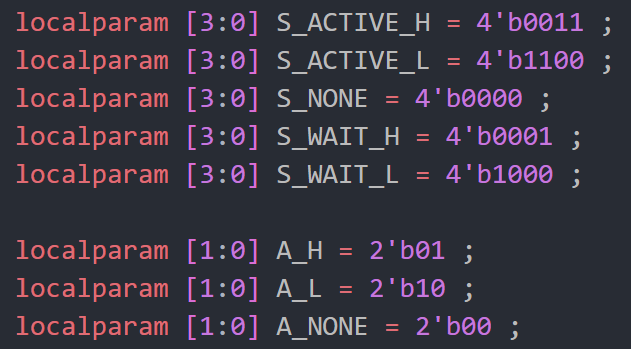 localparam [3:0] S_ACTIVE_H = 4'b0011 ;
localparam [3:0] S_ACTIVE_L = 4'b1100 ;
localparam [3:0] S_NONE = 4'b0000 ;
localparam [3:0] S_WAIT_H = 4'b0001 ;
localparam [3:0] S_WAIT_L = 4'b1000 ;
localparam [1:0] A_H = 2'b01 ;
localparam [1:0] A_L = 2'b10 ;
localparam [1:0] A_NONE = 2'b00 ;